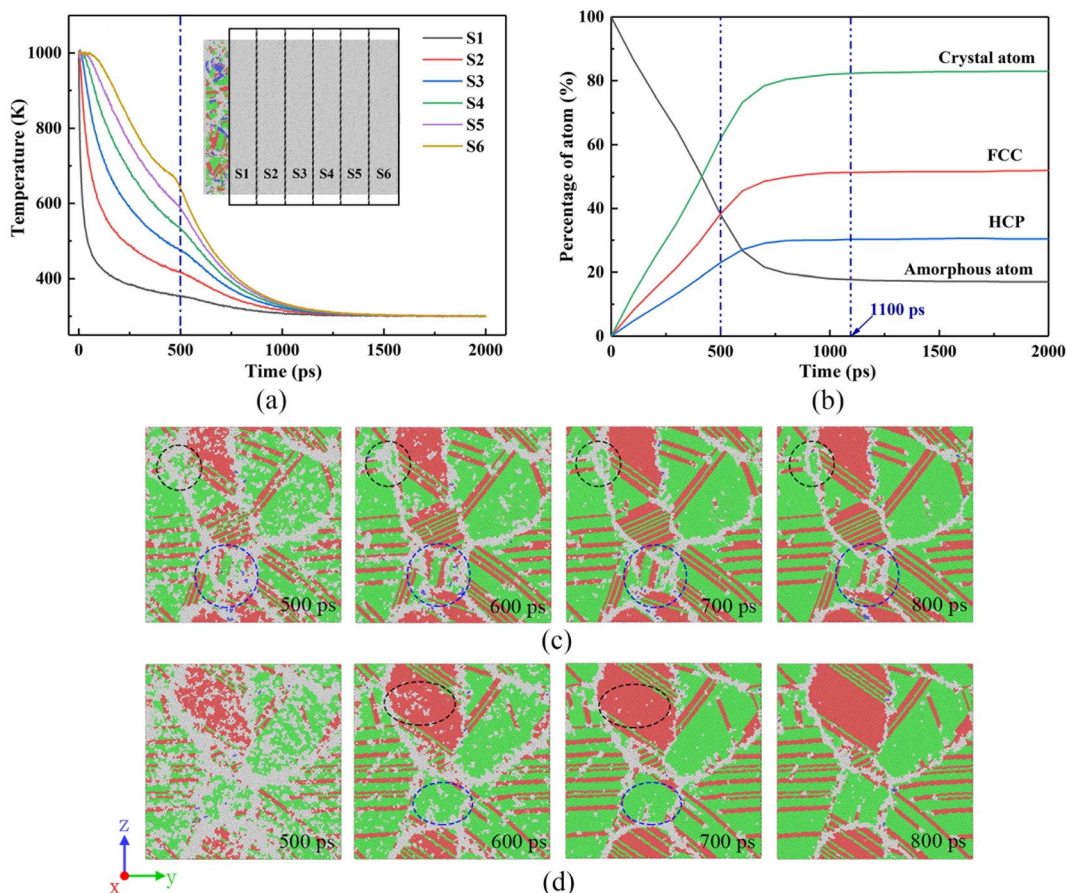 S1
S2
S3
S4
S5
S6
S1 S2 S3 S4 S5 S6
1000
800
600
400
0 500 1000 1500 2000
Temperature (K)
Time (ps)
(a)
100
80
60
40
20
0
0 500 1000 1500 2000
Percentage of atom (%)
Time (ps)
Crystal atom
FCC
HCP
Amorphous atom
1100 ps
(b)
500 ps 600 ps 700 ps 800 ps
(c)
500 ps 600 ps 700 ps 800 ps
z
x y
(d)